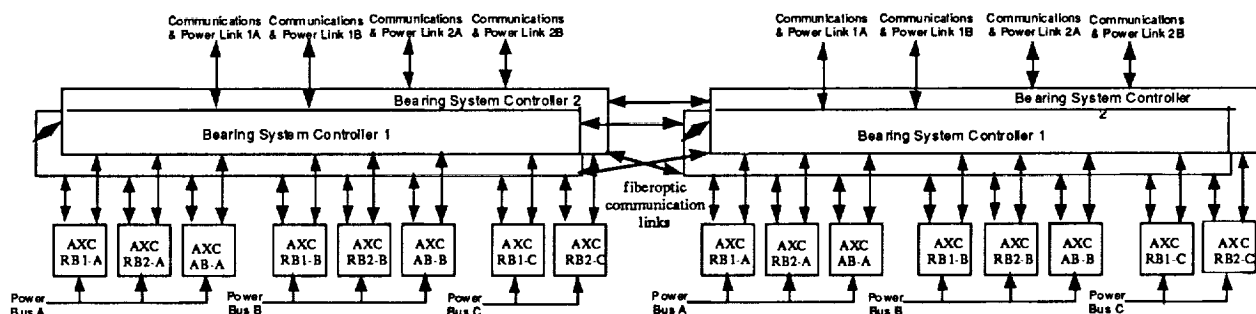 Communications
& Power Link 1A
Communications
& Power Link 1B
Communications
& Power Link 2A
Communications
& Power Link 2B
Communications
& Power Link 1A
Communications
& Power Link 1B
Communications
& Power Link 2A
Communications
& Power Link 2B
Bearing System Controller 2
Bearing System Controller 1
Bearing System Controller
2
Bearing System Controller 1
fiberoptic
communication
links
AXC
RB1-A
AXC
RB2-A
AXC
AB-A
AXC
RB1-B
AXC
RB2-B
AXC
AB-B
AXC
RB1-C
AXC
RB2-C
AXC
RB1-A
AXC
RB2-A
AXC
AB-A
AXC
RB1-B
AXC
RB2-B
AXC
AB-B
AXC
RB1-C
AXC
RB2-C
Power
Bus A
Power
Bus B
Power
Bus C
Power
Bus A
Power
Bus B
Power
Bus C